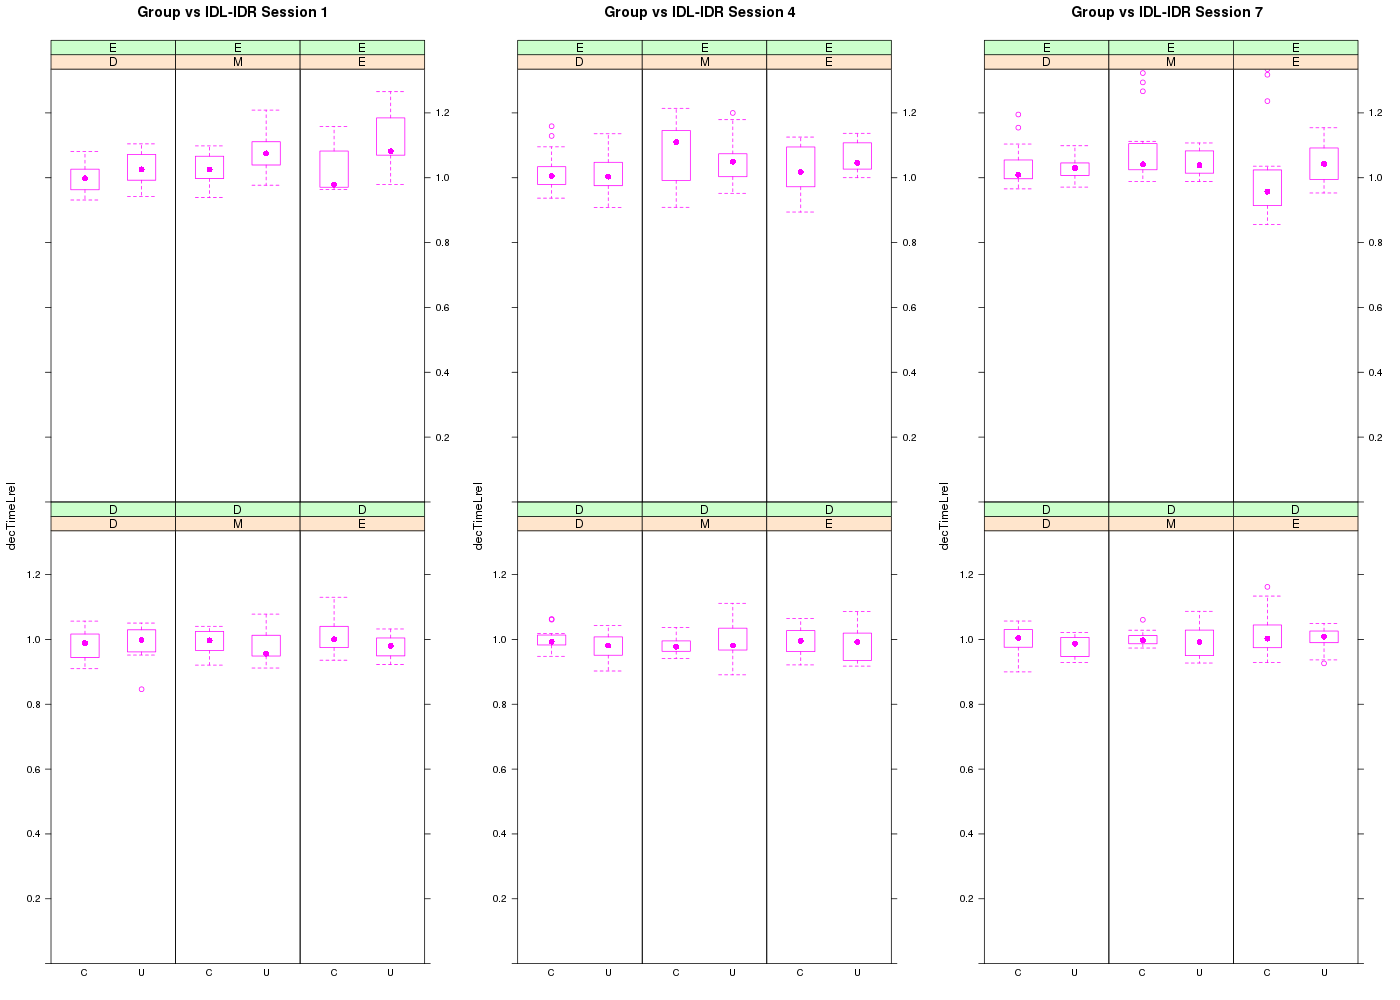 Group vs IDL-IDR Session 1 Group vs IDL-IDR Session 4 Group vs IDL-IDR Session 7
E E E E E E E E E
D M E D M E D M E
1.2 1.2 1.2
1.0 1.0 1.0
0.8 0.8 0.8
0.6 0.6 0.6
0.4 0.4 0.4
0.2 0.2 0.2
decTimeLrel decTimeLrel decTimeLrel
D D D D D D D D D
D M E D M E D M E
1.2 1.2 1.2
1.0 1.0 1.0
0.8 0.8 0.8
0.6 0.6 0.6
0.4 0.4 0.4
0.2 0.2 0.2
C U C U C U C U C U C U C U C U C U